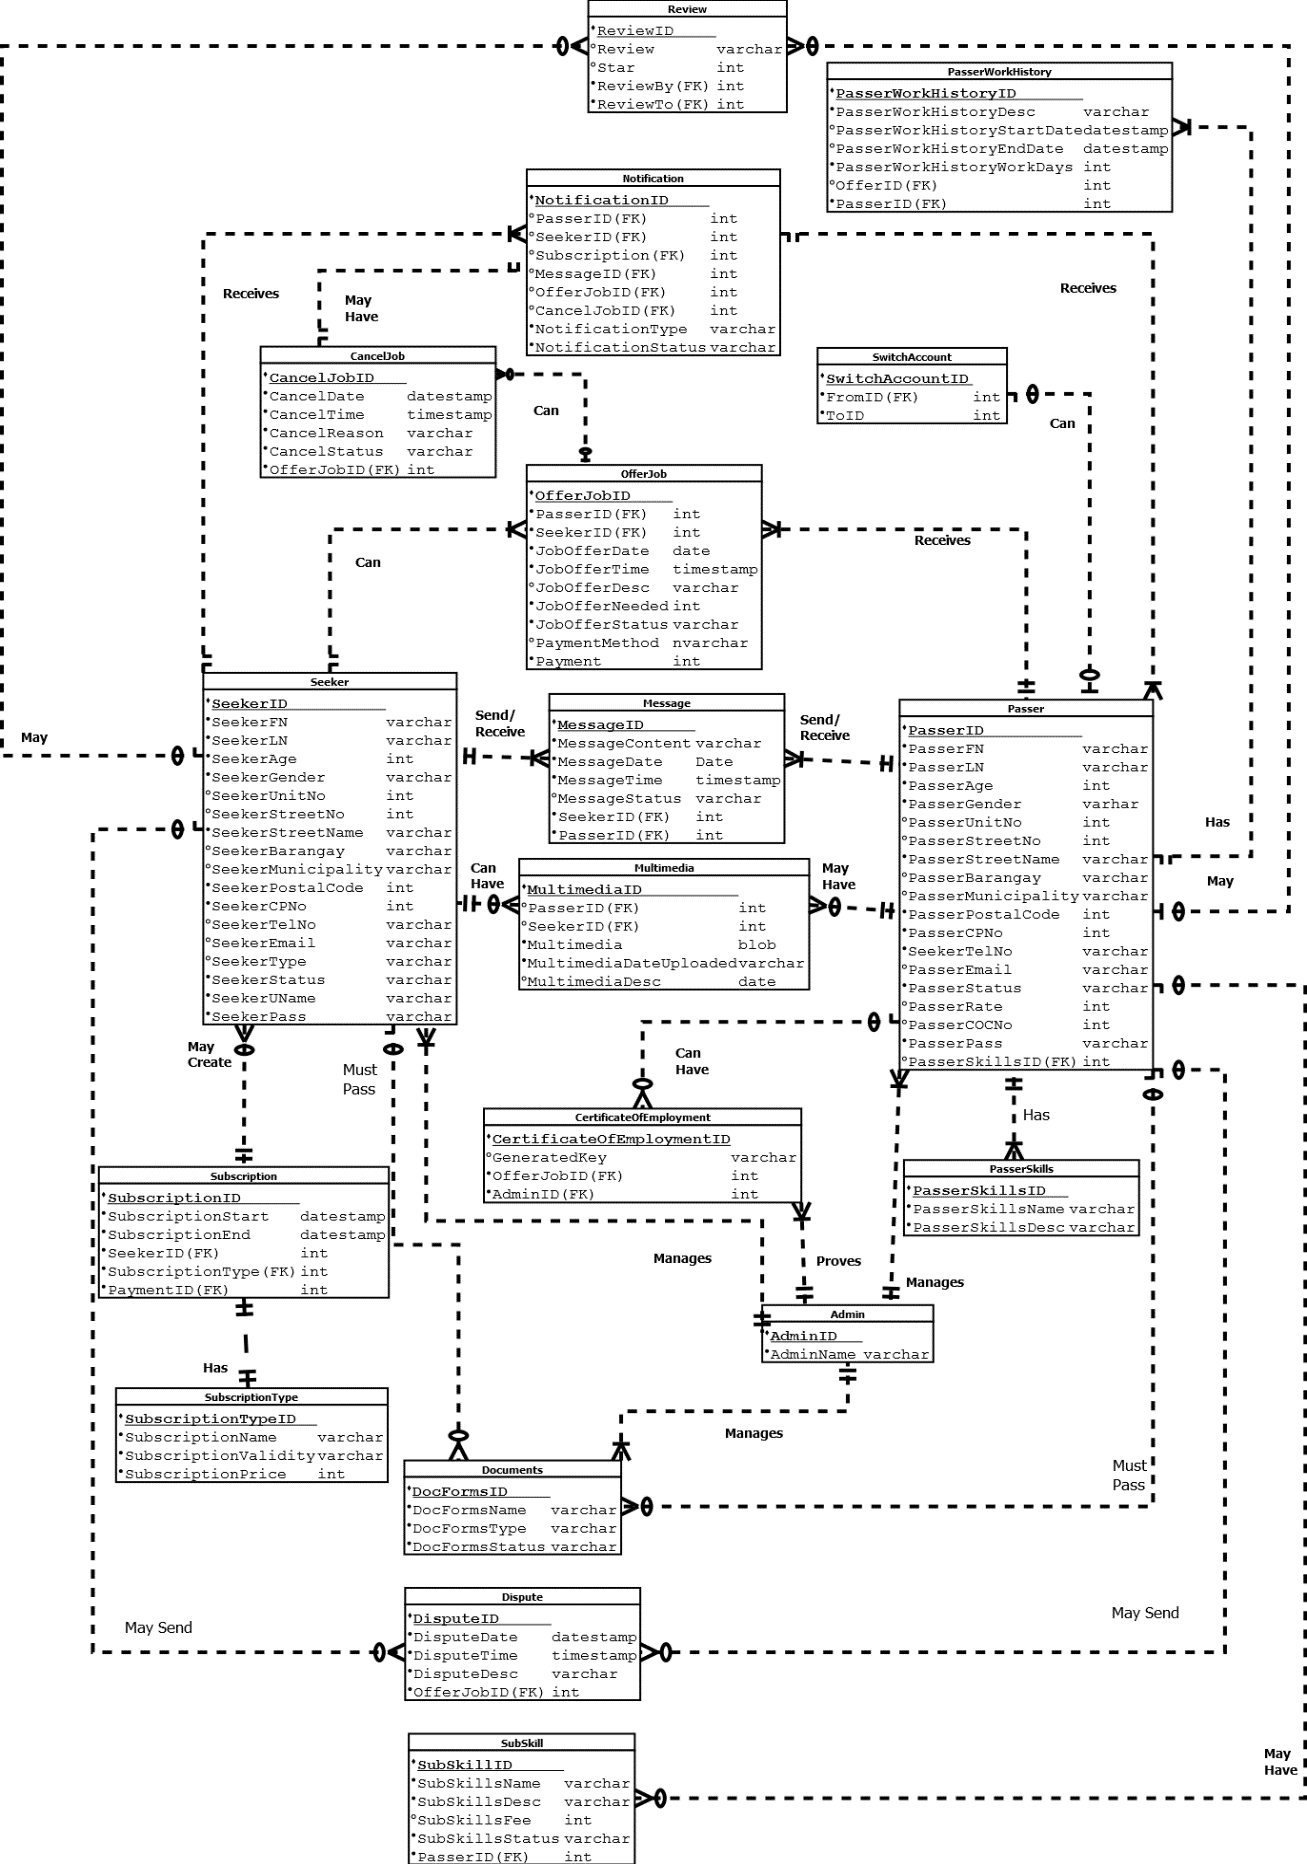 Review
ReviewID
Review varchar
Star int
ReviewBy(FK) int
ReviewTo(FK) int
PasserWorkHistory
PasserWorkHistoryID
PasserWorkHistoryDesc varchar
PasserWorkHistoryStartDate datestamp
PasserWorkHistoryEndDate datestamp
PasserWorkHistoryWorkDays int
OfferID(FK) int
PasserID(FK) int
Notification
NotificationID
PasserID(FK) int
SeekerID(FK) int
Subscription(FK) int
MessageID(FK) int
OfferJobID(FK) int
CancelJobID(FK) int
NotificationType varchar
NotificationStatus varchar
Receives
May
Have
Receives
CancelJob
CancelJobID
CancelDate datestamp
CancelTime timestamp
CancelReason varchar
CancelStatus varchar
OfferJobID(FK) int
Can
SwitchAccount
SwitchAccountID
FromID(FK) int
ToID int
Can
OfferJob
OfferJobID
PasserID(FK) int
SeekerID(FK) int
JobOfferDate date
JobOfferTime timestamp
JobOfferDesc varchar
JobOfferNeeded int
JobOfferStatus varchar
PaymentMethod nvarchar
Payment int
Can
Receives
Seeker
SeekerID
SeekerFN varchar
SeekerLN varchar
SeekerAge int
SeekerGender varchar
SeekerUnitNo int
SeekerStreetNo int
SeekerStreetName varchar
SeekerBarangay varchar
SeekerMunicipality varchar
SeekerPostalCode int
SeekerCPNo int
SeekerTelNo varchar
SeekerEmail varchar
SeekerType varchar
SeekerStatus varchar
SeekerUName varchar
SeekerPass varchar
May
Send/
Receive
Message
MessageID
MessageContent varchar
MessageDate Date
MessageTime timestamp
MessageStatus varchar
SeekerID(FK) int
PasserID(FK) int
Send/
Receive
Can
Have
Multimedia
MultimediaID
PasserID(FK) int
SeekerID(FK) int
Multimedia blob
MultimediaDateUploaded varchar
MultimediaDesc date
May
Have
Passer
PasserID
PasserFN varchar
PasserLN varchar
PasserAge int
PasserGender varhar
PasserUnitNo int
PasserStreetNo int
PasserStreetName varchar
PasserBarangay varchar
PasserMunicipality varchar
PasserPostalCode int
PasserCPNo int
SeekerTelNo varchar
PasserEmail varchar
PasserStatus varchar
PasserRate int
PasserCOCNo int
PasserPass varchar
PasserSkillsID(FK) int
Has
May
May
Create
Must
Pass
Can
Have
Has
CertificateOfEmployment
CertificateOfEmploymentID
GeneratedKey varchar
OfferJobID(FK) int
AdminID(FK) int
PasserSkills
PasserSkillsID
PasserSkillsName varchar
PasserSkillsDesc varchar
Subscription
SubscriptionID
SubscriptionStart datestamp
SubscriptionEnd datestamp
SeekerID(FK) int
SubscriptionType(FK) int
PaymentID(FK) int
Manages
Proves
Manages
Admin
AdminID
AdminName varchar
Has
SubscriptionType
SubscriptionTypeID
SubscriptionName varchar
SubscriptionValidity varchar
SubscriptionPrice int
Manages
Documents
DocFormsID
DocFormsName varchar
DocFormsType varchar
DocFormsStatus varchar
Must
Pass
Dispute
DisputeID
DisputeDate datestamp
DisputeTime timestamp
DisputeDesc varchar
OfferJobID(FK) int
May Send
May Send
SubSkill
SubSkillID
SubSkillsName varchar
SubSkillsDesc varchar
SubSkillsFee int
SubSkillsStatus varchar
PasserID(FK) int
May
Have